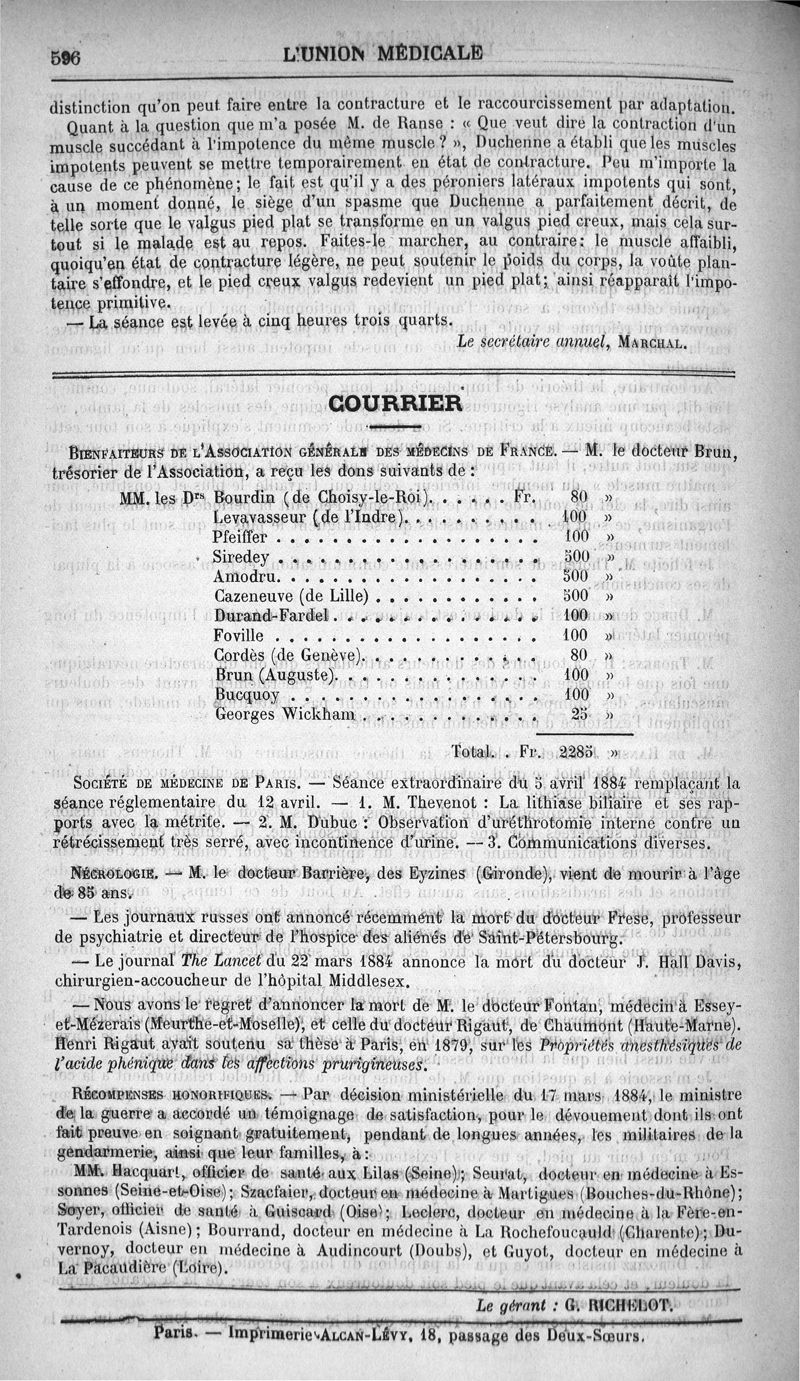 596
L'UNION MÉDICALE
distinction qu'on peut faire entre la contracture et le raccourcissement par adaptation.
Quant à la question que m'a posée M. de Ranse : « Que veut dire la contraction d'un
muscle succédant à l'impotence du même muscle ? », Duchenne a établi que les muscles
impotents peuvent se mettre temporairement en état de contracture. Peu m'importe la
cause de ce phénomène; le fait est qu'il y a des péroniers latéraux impotents qui sont,
à un moment donné, le siège d'un spasme que Duchenne a parfaitement décrit, de
telle sorte que le valgus pied plat se transforme en un valgus pied creux, mais cela sur-
tout si le malade est au repos. Faites-le marcher, au contraire: le muscle affaibli,
quoiqu'en état de contracture légère, ne peut soutenir le poids du corps, la voûte plan-
taire s'effondre, et le pied creux valgus redevient un pied plat; ainsi réapparaît l'impo-
tence primitive.
— La séance est levée à cinq heures trois quarts.
Le secrétaire annuel, MARCHAL.
COURRIER
BIENFAITEURS DE L'ASSOCIATION GÉNÉRALE DES MÉDECINS DE FRANCE. — M. le docteur Brun,
trésorier de l'Association, a reçu les dons suivants de :
MM. les Drs Bourdin (de Choisy-le-Roi). . . . . . Fr. 80 »
Levavasseur (de l'Indre). . . . . . . . . . 100 »
Pfeiffer . . . . . . . . . . . . . . . . . . . 100 »
Siredey . . . . . . . . . . . . . . . . . . . 500 »
Amodru. . . . . . . . . . . . . . . . . . . 500 »
Cazeneuve (de Lille) . . . . . . . . . . . . 500 »
Durand-Fardel . . . . . . . . . . . . . . . 100 »
Foville . . . . . . . . . . . . . . . . . . . 100 »
Cordès (de Genève). . . . . . . . . . . . . 80 »
Brun (Auguste). . . . . . . . . . . . . . . 100 »
Bucquoy . . . . . . . . . . . . . . . . . . 100 »
Georges Wickham . . . . . . . . . . . . . 25 »
Total. . Fr. 2285 »
SOCIÉTÉ DE MÉDECINE DE PARIS. — Séance extraordinaire du 5 avril 1884 remplaçant la
séance réglementaire du 12 avril. — 1. M. Thevenot : La lithiase biliaire et ses rap-
ports avec la métrite. — 2. M. Dubuc : Observation d'uréthrotomie interne contre un
rétrécissement très serré, avec incontinence d'urine. — 3. Communications diverses.
NÉCROLOGIE. — M. le docteur Barrière, des Eyzines (Gironde), vient de mourir à l'âge
de 85 ans.
— Les journaux russes ont annoncé récemment la mort du docteur Frese, professeur
de psychiatrie et directeur de l'hospice des aliénés de Saint-Pétersbourg.
— Le journal The Lancet du 22 mars 1884 annonce la mort du docteur J. Hall Davis,
chirurgien-accoucheur de l'hôpital Middlesex.
— Nous avons le regret d'annoncer la mort de M. le docteur Fontan, médecin à Essey-
et-Mézerais (Meurthe-et-Moselle), et celle du docteur Rigaut, de Chaumont (Haute-Marne).
Henri Rigaut avait soutenu sa thèse à Paris, en 1879, sur les Propriétés anesthésiques de
l'acide phénique dans les affections prurigineuses.
RÉCOMPENSES HONORIFIQUES. — Par décision ministérielle du 17 mars 1884, le ministre
de la guerre a accordé un témoignage de satisfaction, pour le dévouement dont ils ont
fait preuve en soignant gratuitement, pendant de longues années, les militaires de la
gendarmerie, ainsi que leur familles, à :
MM. Hacquart, officier de santé aux Lilas (Seine); Seurat, docteur en médecine à Es-
sonnes (Seine-et-Oise); Szacfaier, docteur en médecine à Martigues (Bouches-du-Rhône);
Soyer, officier de santé à Guiscard (Oise); Leclerc, docteur en médecine à la Fère-en-
Tardenois (Aisne); Bourrand, docteur en médecine à La Rochefoucauld (Charente); Du-
vernoy, docteur en médecine à Audincourt (Doubs), et Guyot, docteur en médecine à
La Pacaudière (Loire).
Le gérant : G. RICHELOT.
Paris. — Imprimerie ALCAN-LÉVY, 18, passage des Deux-Sœurs.